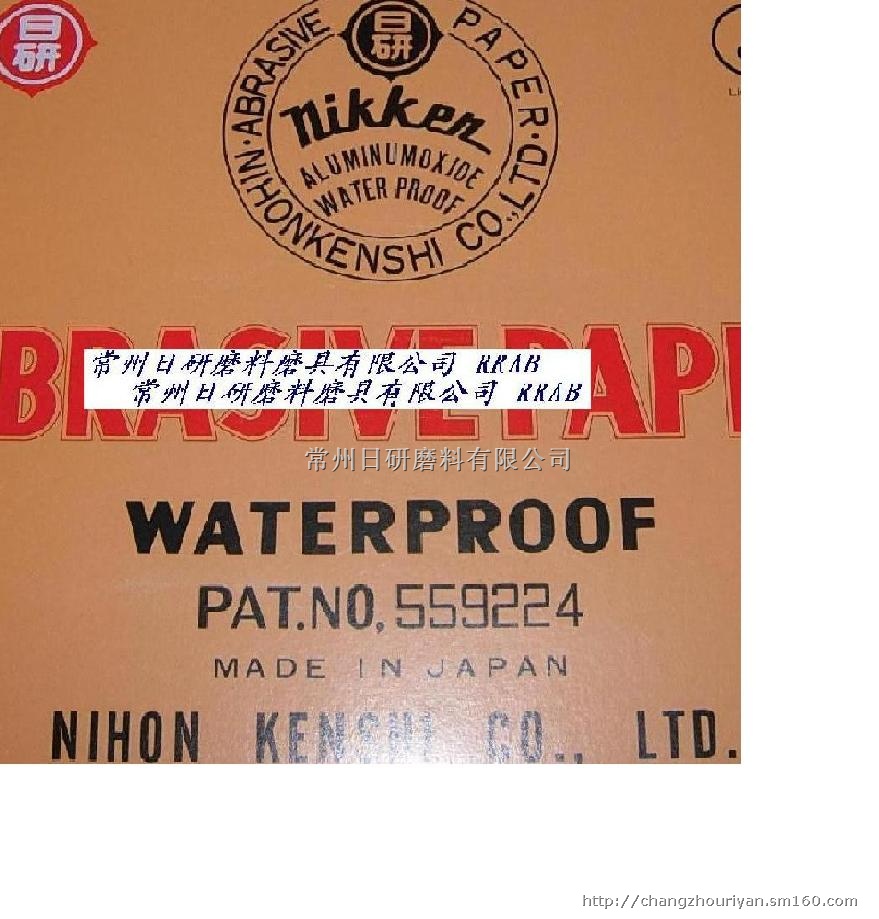 日研
日研
ABRASIVE PAPER.
Nikken
ALUMINUMOXIDE
WATER PROOF
·NIHONKENSHI CO.,LTD·
BRASIVE PAP
常州日研磨料磨具有限公司 RRAB
常州日研磨料磨具有限公司 RRAB
常州日研磨料有限公司
WATERPROOF
PAT.NO,559224
MADE IN JAPAN
NIHON KENSHI CO., LTD.
http://changzhouriyan.sm160.com/